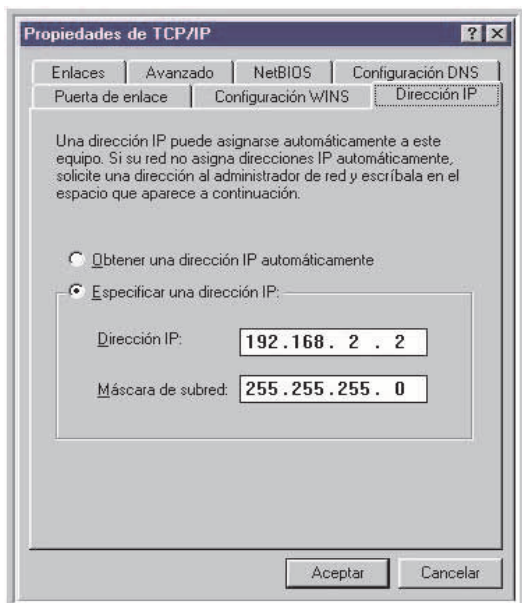 Propiedades de TCP/IP
Enlaces Avanzado NetBIOS Configuración DNS
Puerta de enlace Configuración WINS Dirección IP
Una dirección IP puede asignarse automáticamente a este
equipo. Si su red no asigna direcciones IP automáticamente,
solicite una dirección al administrador de red y escríbala en el
espacio que aparece a continuación.
Obtener una dirección IP automáticamente
Especificar una dirección IP:
Dirección IP: 192.168. 2 . 2
Máscara de subred: 255.255.255. 0
Aceptar Cancelar